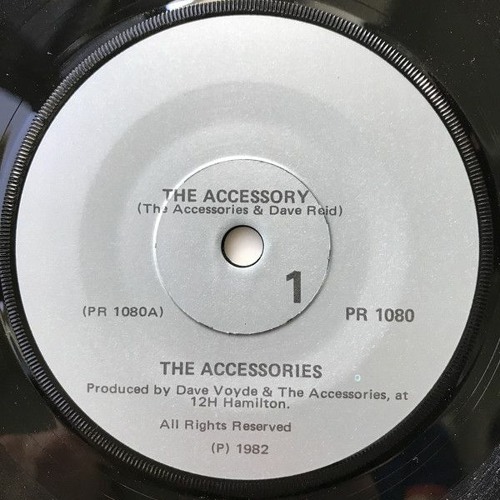 THE ACCESSORY
(The Accessories & Dave Reid)
1
(PR 1080A)
PR 1080
THE ACCESSORIES
Produced by Dave Voyde & The Accessories, at
12H Hamilton.
All Rights Reserved
(P) 1982